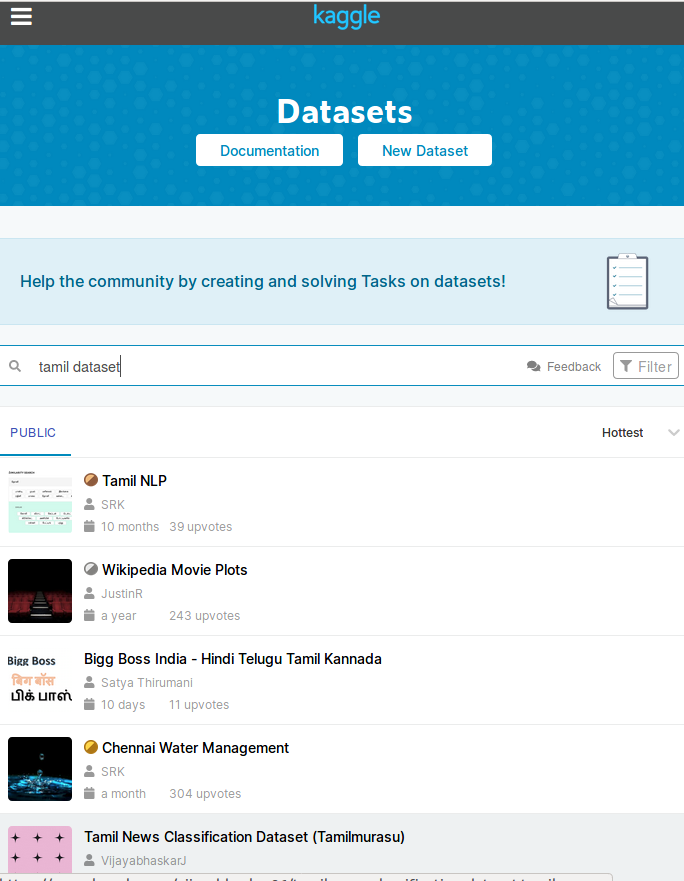 kaggle
Datasets
Documentation
New Dataset
Help the community by creating and solving Tasks on datasets!
tamil dataset
Feedback
Filter
PUBLIC
Hottest
Tamil NLP
SRK
10 months 39 upvotes
Wikipedia Movie Plots
JustinR
a year 243 upvotes
Bigg Boss
बिग बॉस
பிக் பாஸ்
Bigg Boss India - Hindi Telugu Tamil Kannada
Satya Thirumani
10 days 11 upvotes
Chennai Water Management
SRK
a month 304 upvotes
Tamil News Classification Dataset (Tamilmurasu)
VijayabhaskarJ